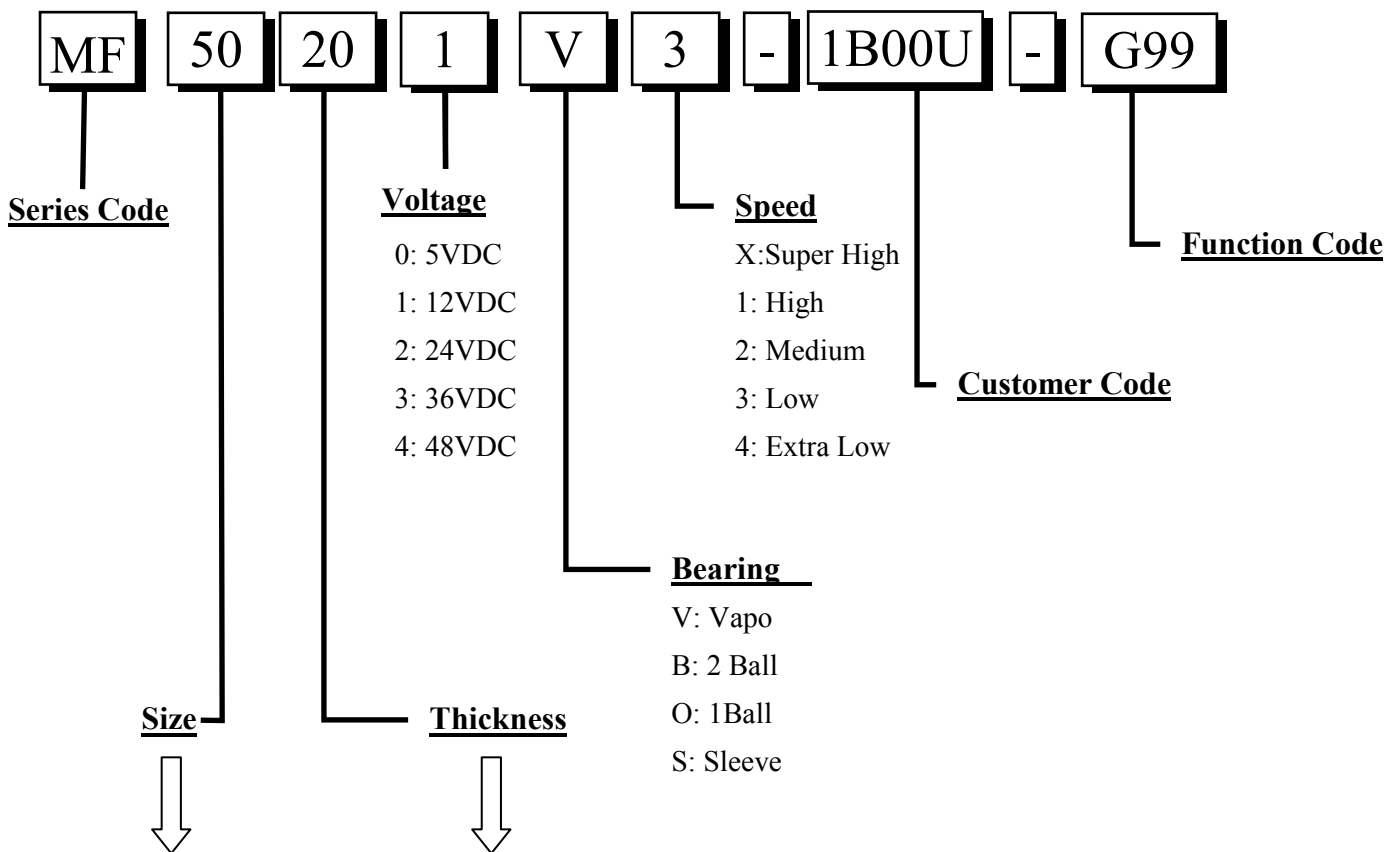 MF 50 20 1 V 3 - 1B00U - G99
Series Code
Voltage
0: 5VDC
1: 12VDC
2: 24VDC
3: 36VDC
4: 48VDC
Speed
X:Super High
1: High
2: Medium
3: Low
4: Extra Low
Function Code
Customer Code
Bearing
V: Vapo
B: 2 Ball
O: 1Ball
S: Sleeve
Size
Thickness